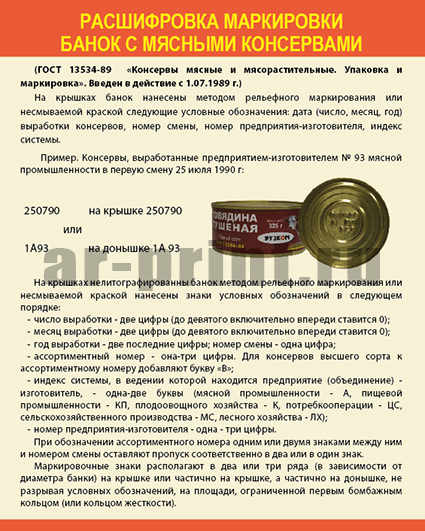 РАСШИФРОВКА МАРКИРОВКИ
БАНОК С МЯСНЫМИ КОНСЕРВАМИ
(ГОСТ 13534-89 «Консервы мясные и мясорастительные. Упаковка и
маркировка». Введен в действие с 1.07.1989 г.)
На крышках банок нанесены методом рельефного маркирования или
несмываемой краской следующие условные обозначения: дата (число, месяц, год)
выработки консервов, номер смены, номер предприятия-изготовителя, индекс
системы.
Пример. Консервы, выработанные предприятием-изготовителем № 93 мясной
промышленности в первую смену 25 июля 1990 г:
250790 на крышке 250790
или
1А93 на донышке 1А 93
ГОВЯДИНА
ТУШЕНАЯ
325 г
РУЗКОМ
ar-print.ru
На крышках нелитографированны банок методом рельефного маркирования или
несмываемой краской нанесены знаки условных обозначений в следующем
порядке:
- число выработки - две цифры (до девятого включительно впереди ставится 0);
- месяц выработки - две цифры (до девятого включительно впереди ставится 0);
- год выработки - две последние цифры; номер смены - одна цифра;
- ассортиментный номер - она-три цифры. Для консервов высшего сорта к
ассортиментному номеру добавляют букву «В»;
- индекс системы, в ведении которой находится предприятие (объединение) -
изготовитель, - одна-две буквы (мясной промышленности - А, пищевой
промышленности - КП, плодоовощного хозяйства - К, потребкооперации - ЦС,
сельскохозяйственного производства - МС, лесного хозяйства - ЛХ);
- номер предприятия-изготовителя - одна - три цифры.
При обозначении ассортиментного номера одним или двумя знаками между ним
и номером смены оставляют пропуск соответственно в два или в один знак.
Маркировочные знаки располагают в два или три ряда (в зависимости от
диаметра банки) на крышке или частично на крышке, а частично на донышке, не
разрывая условных обозначений, на площади, ограниченной первым бомбажным
кольцом (или кольцом жесткости).